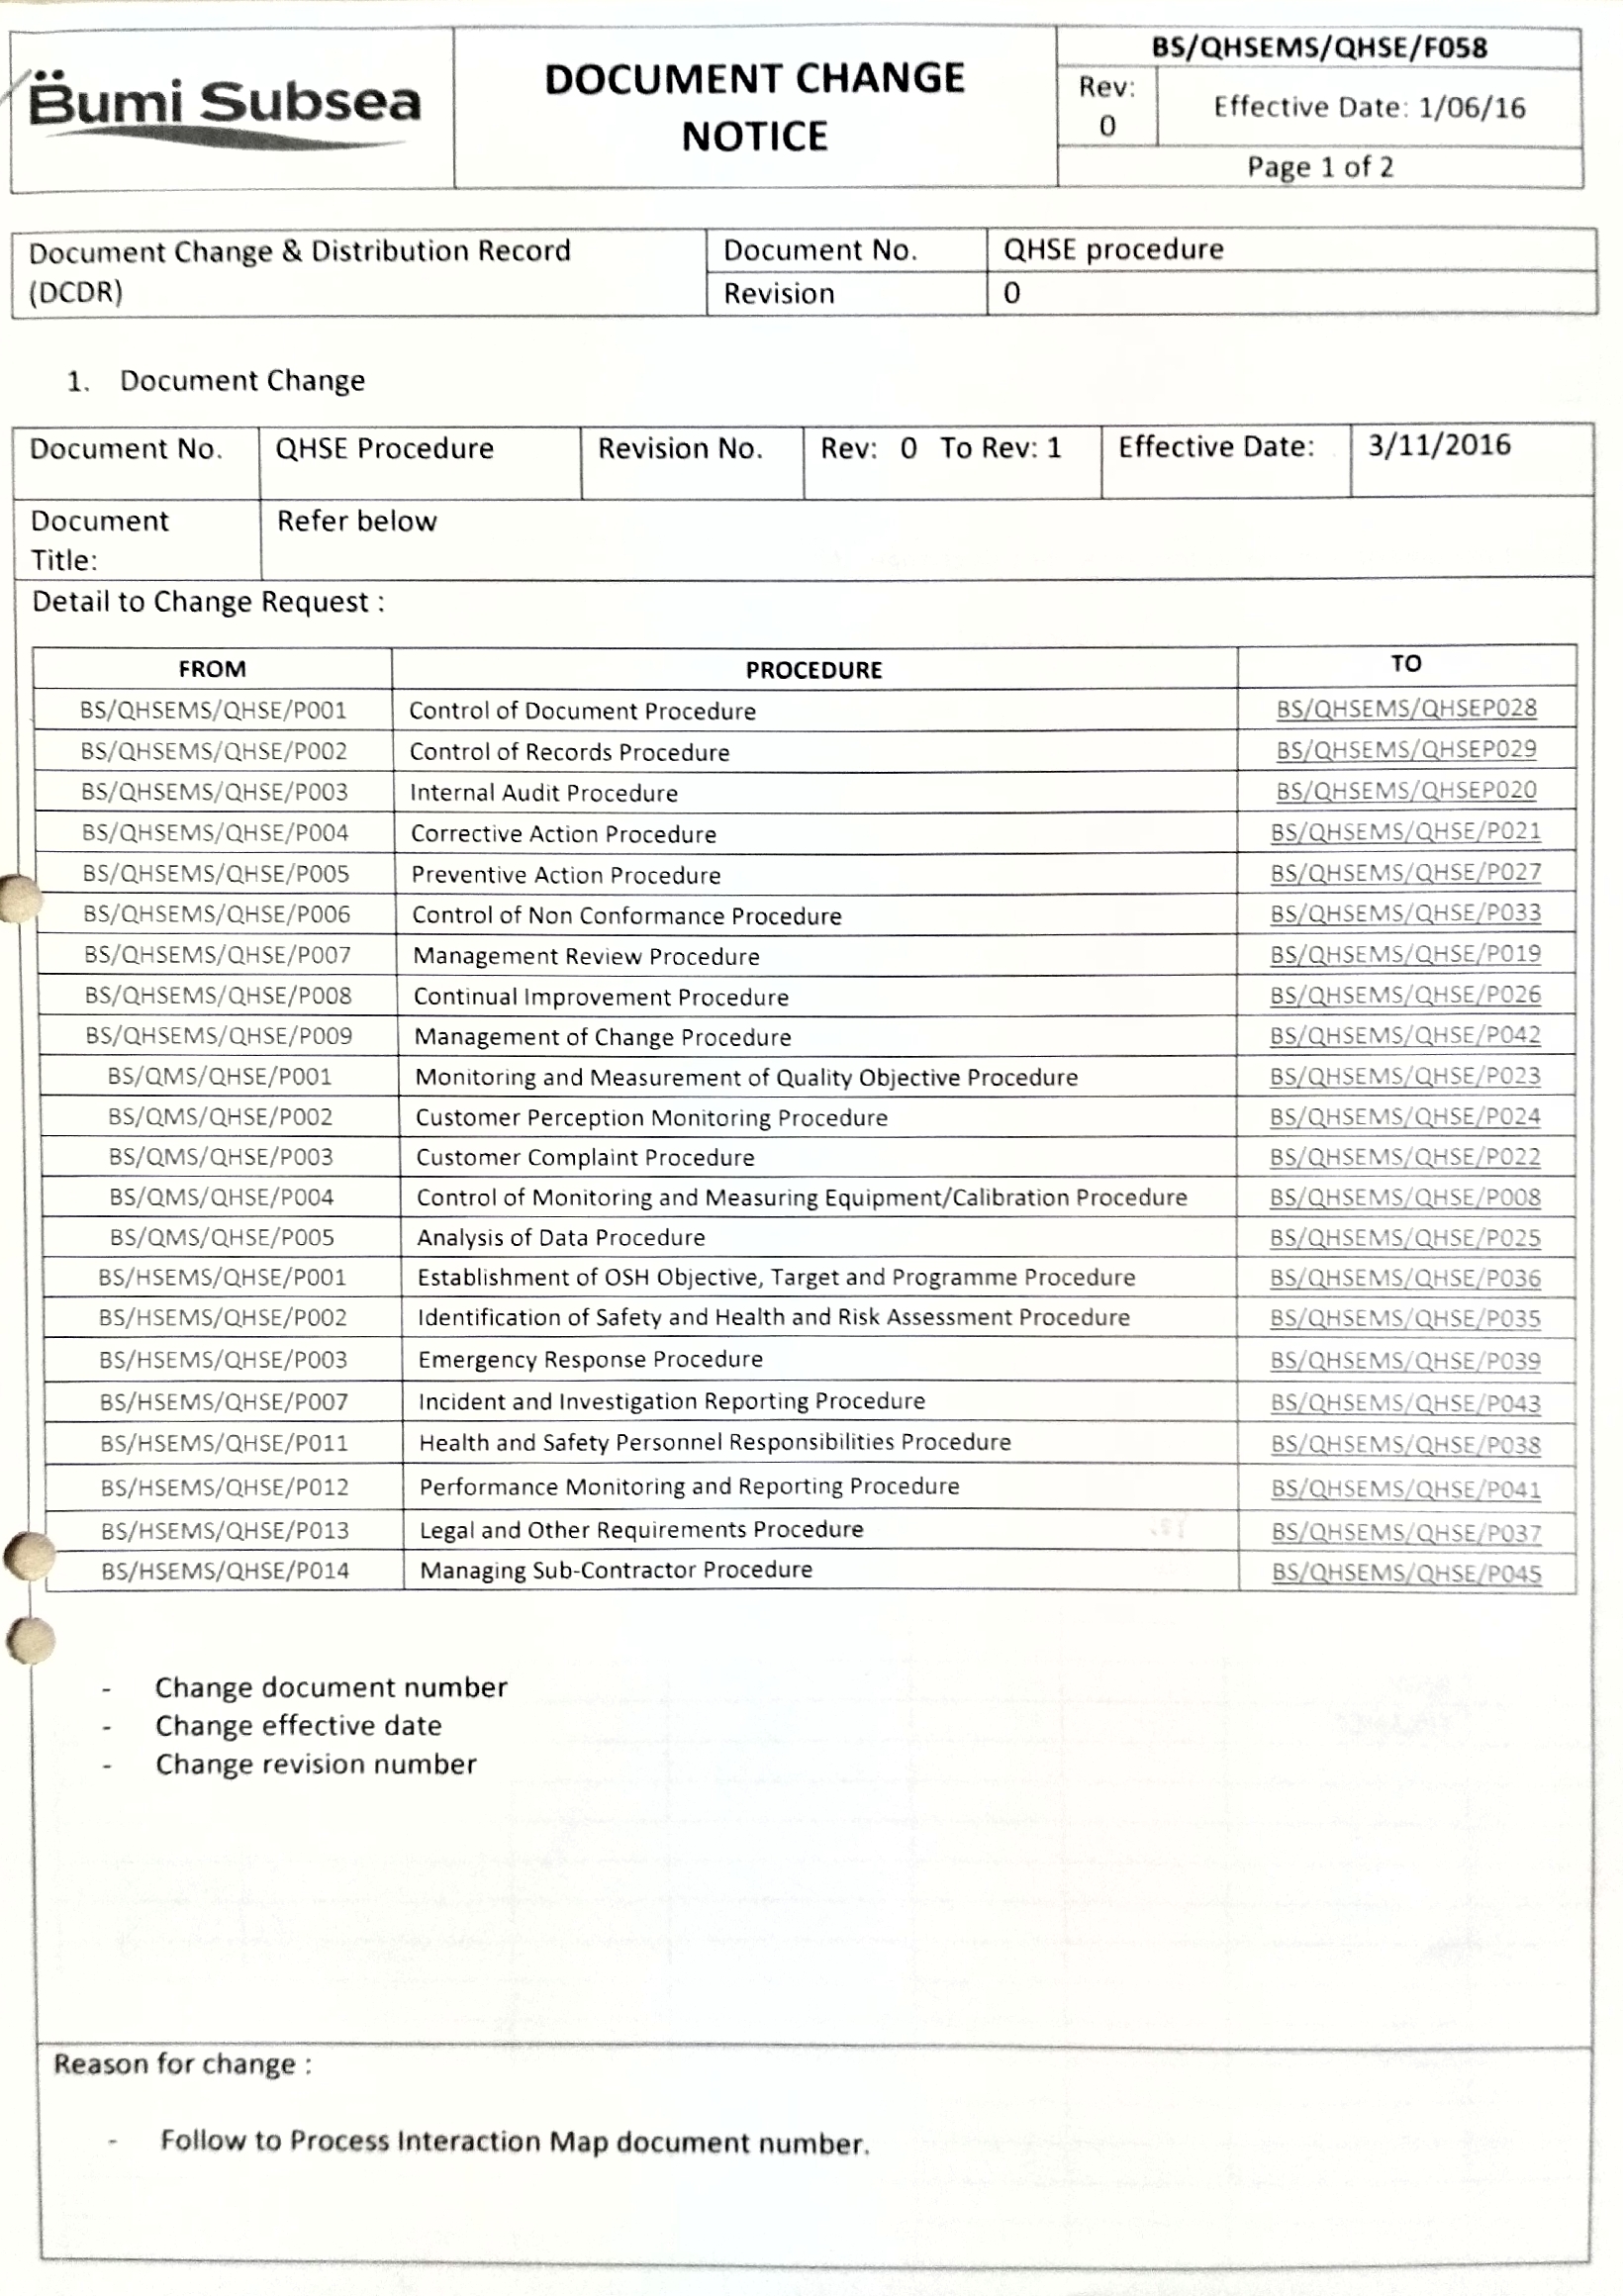 Bumi Subsea
DOCUMENT CHANGE
NOTICE
BS/QHSEMS/QHSE/F058
Rev:
0
Effective Date: 1/06/16
Page 1 of 2
Document Change & Distribution Record
(DCDR)
Document No.
QHSE procedure
Revision
0
1. Document Change
Document No.
QHSE Procedure
Revision No.
Rev: 0 To Rev: 1
Effective Date:
3/11/2016
Document
Title:
Refer below
Detail to Change Request :
FROM PROCEDURE TO
BS/QHSEMS/QHSE/P001 Control of Document Procedure BS/QHSEMS/QHSEP028
BS/QHSEMS/QHSE/P002 Control of Records Procedure BS/QHSEMS/QHSEP029
BS/QHSEMS/QHSE/P003 Internal Audit Procedure BS/QHSEMS/QHSEP020
BS/QHSEMS/QHSE/P004 Corrective Action Procedure BS/QHSEMS/QHSE/P021
BS/QHSEMS/QHSE/P005 Preventive Action Procedure BS/QHSEMS/QHSE/P027
BS/QHSEMS/QHSE/P006 Control of Non Conformance Procedure BS/QHSEMS/QHSE/P033
BS/QHSEMS/QHSE/P007 Management Review Procedure BS/QHSEMS/QHSE/P019
BS/QHSEMS/QHSE/P008 Continual Improvement Procedure BS/QHSEMS/QHSE/P026
BS/QHSEMS/QHSE/P009 Management of Change Procedure BS/QHSEMS/QHSE/P042
BS/QMS/QHSE/P001 Monitoring and Measurement of Quality Objective Procedure BS/QHSEMS/QHSE/P023
BS/QMS/QHSE/P002 Customer Perception Monitoring Procedure BS/QHSEMS/QHSE/P024
BS/QMS/QHSE/P003 Customer Complaint Procedure BS/QHSEMS/QHSE/P022
BS/QMS/QHSE/P004 Control of Monitoring and Measuring Equipment/Calibration Procedure BS/QHSEMS/QHSE/P008
BS/QMS/QHSE/P005 Analysis of Data Procedure BS/QHSEMS/QHSE/P025
BS/HSEMS/QHSE/P001 Establishment of OSH Objective, Target and Programme Procedure BS/QHSEMS/QHSE/P036
BS/HSEMS/QHSE/P002 Identification of Safety and Health and Risk Assessment Procedure BS/QHSEMS/QHSE/P035
BS/HSEMS/QHSE/P003 Emergency Response Procedure BS/QHSEMS/QHSE/P039
BS/HSEMS/QHSE/P007 Incident and Investigation Reporting Procedure BS/QHSEMS/QHSE/P043
BS/HSEMS/QHSE/P011 Health and Safety Personnel Responsibilities Procedure BS/QHSEMS/QHSE/P038
BS/HSEMS/QHSE/P012 Performance Monitoring and Reporting Procedure BS/QHSEMS/QHSE/P041
BS/HSEMS/QHSE/P013 Legal and Other Requirements Procedure BS/QHSEMS/QHSE/P037
BS/HSEMS/QHSE/P014 Managing Sub-Contractor Procedure BS/QHSEMS/QHSE/P045
- Change document number
- Change effective date
- Change revision number
Reason for change :
- Follow to Process Interaction Map document number.